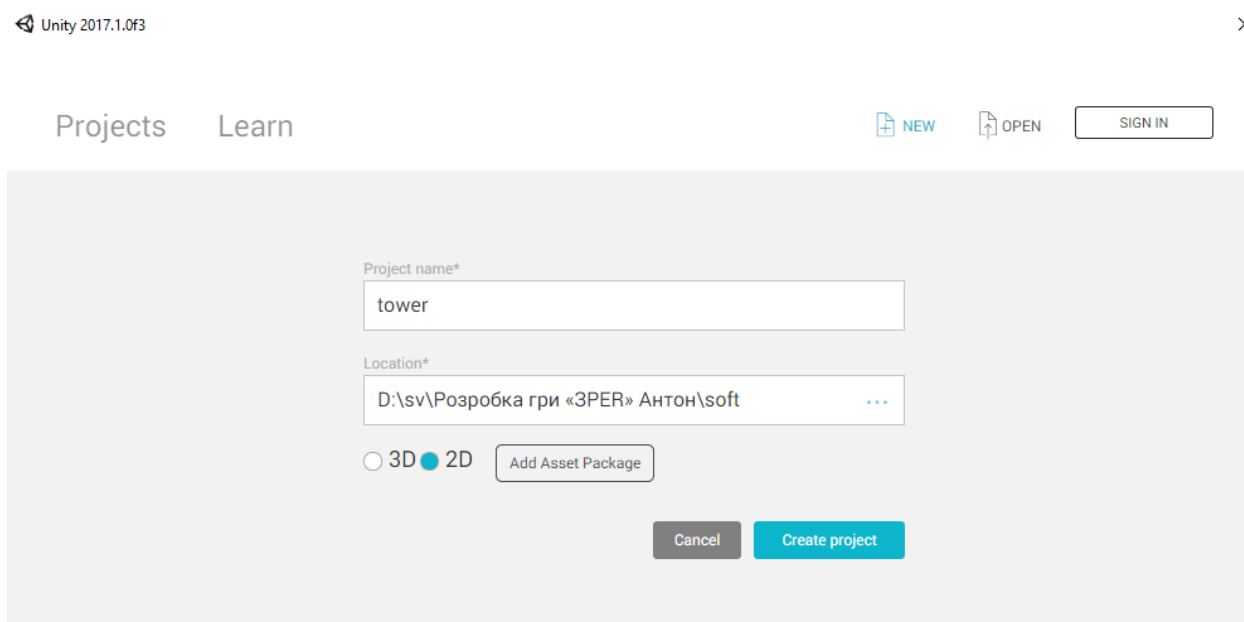 Unity 2017.1.0f3
Projects Learn NEW OPEN SIGN IN
Project name*
tower
Location*
D:\sv\Розробка гри «ЗРЕR» Антон\soft ...
3D 2D Add Asset Package
Cancel Create project